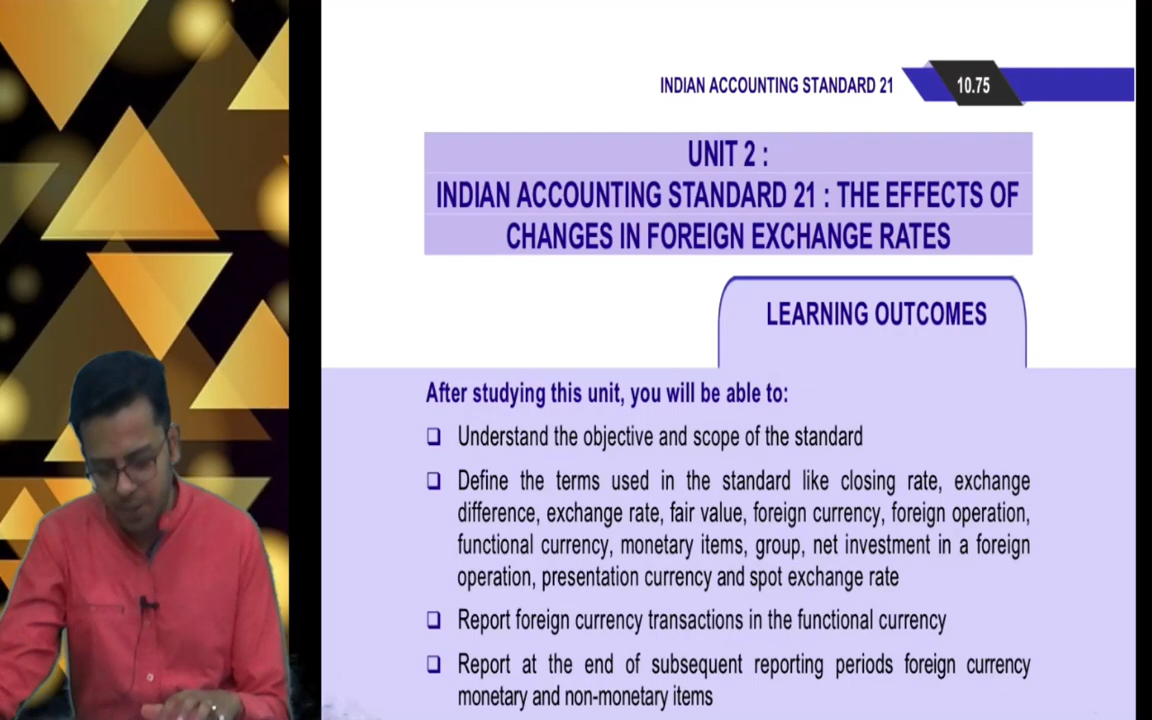 INDIAN ACCOUNTING STANDARD 21
10.75
UNIT 2 :
INDIAN ACCOUNTING STANDARD 21 : THE EFFECTS OF
CHANGES IN FOREIGN EXCHANGE RATES
LEARNING OUTCOMES
After studying this unit, you will be able to:
❑ Understand the objective and scope of the standard
❑ Define the terms used in the standard like closing rate, exchange
difference, exchange rate, fair value, foreign currency, foreign operation,
functional currency, monetary items, group, net investment in a foreign
operation, presentation currency and spot exchange rate
❑ Report foreign currency transactions in the functional currency
❑ Report at the end of subsequent reporting periods foreign currency
monetary and non-monetary items